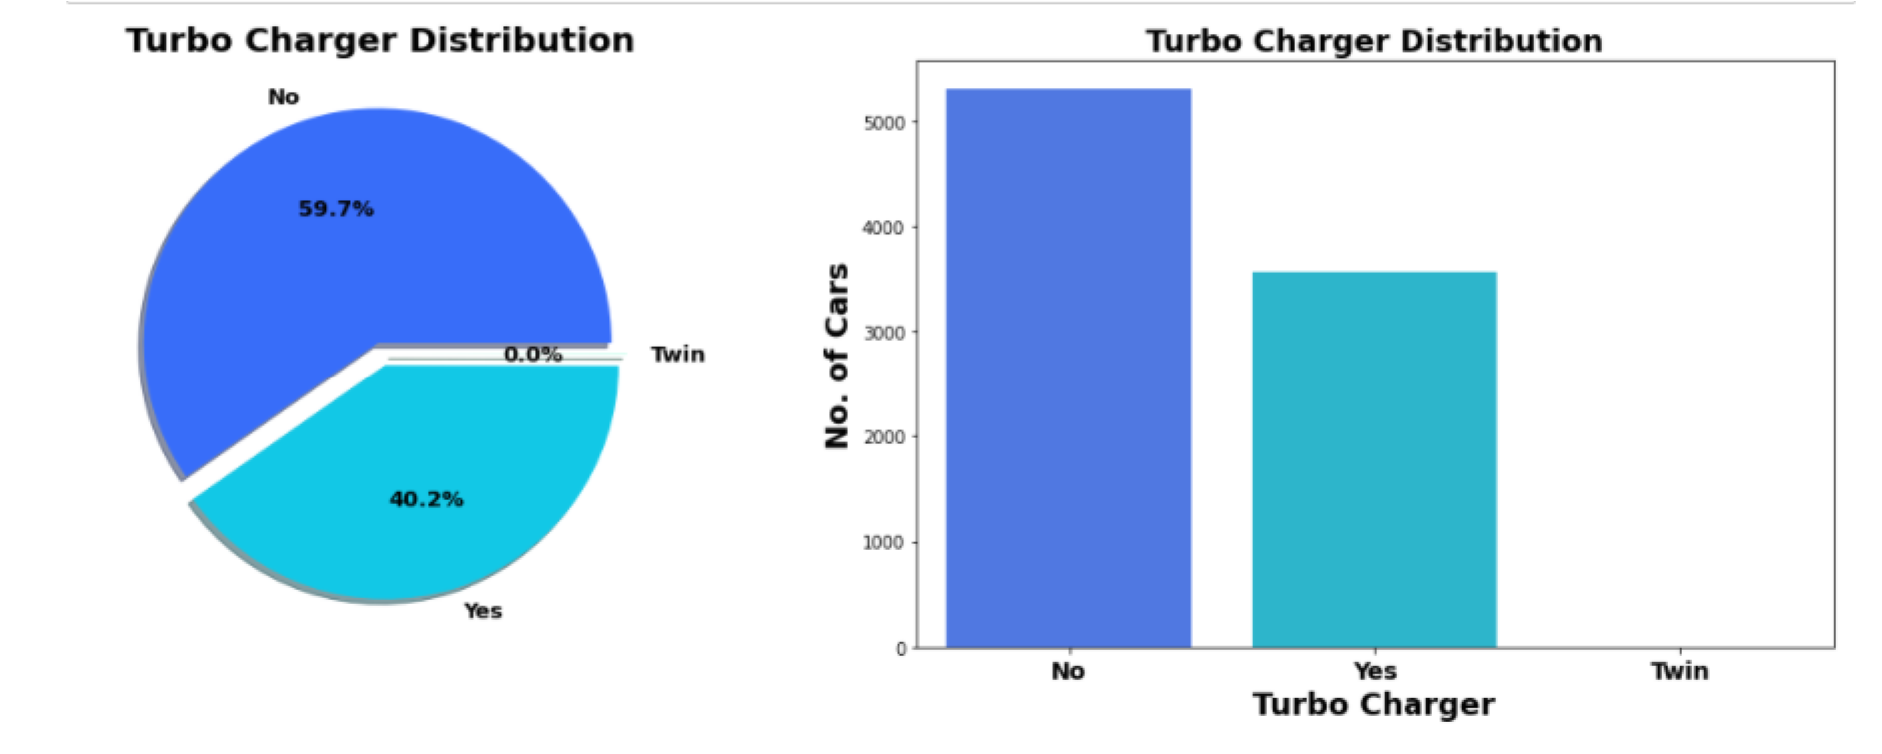 Turbo Charger Distribution
No
59.7%
0.0%
Twin
40.2%
Yes
Turbo Charger Distribution
No. of Cars
5000
4000
3000
2000
1000
0
No Yes Twin
Turbo Charger